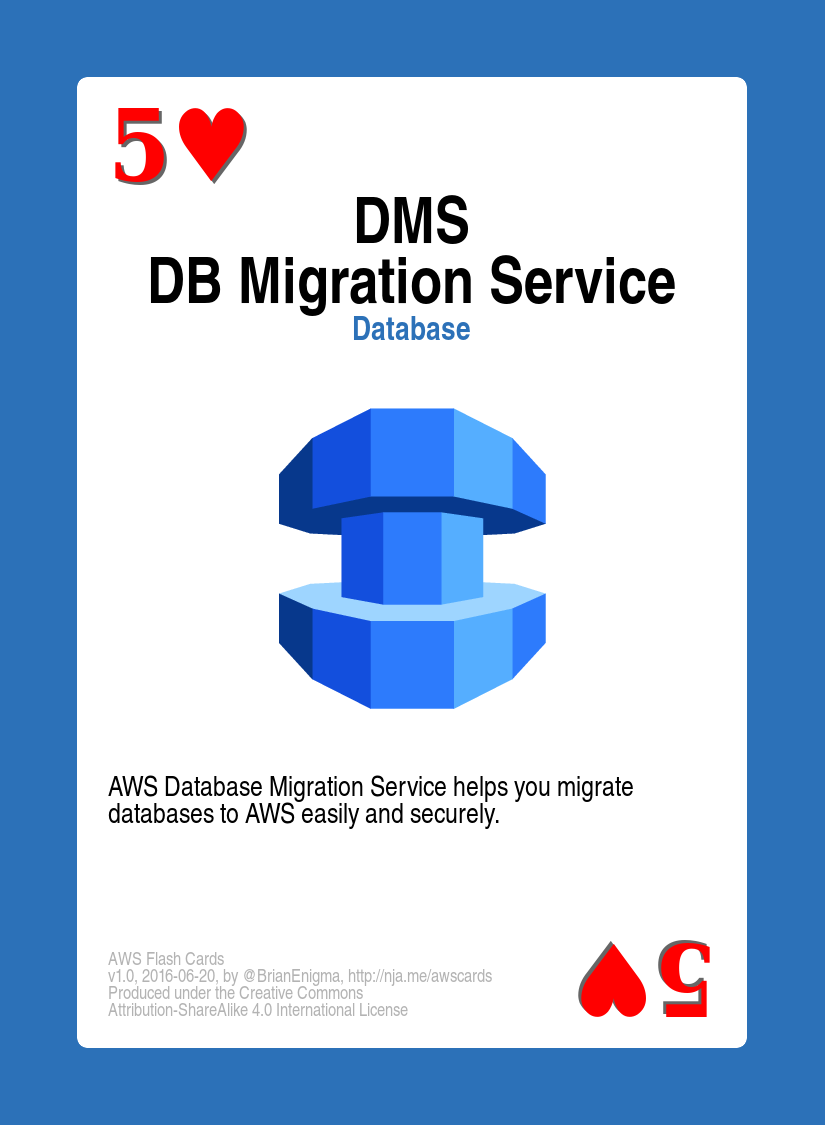 5♥
DMS
DB Migration Service
Database
AWS Database Migration Service helps you migrate
databases to AWS easily and securely.
AWS Flash Cards
v1.0, 2016-06-20, by @BrianEnigma, http://nja.me/awscards
Produced under the Creative Commons
Attribution-ShareAlike 4.0 International License
5♥